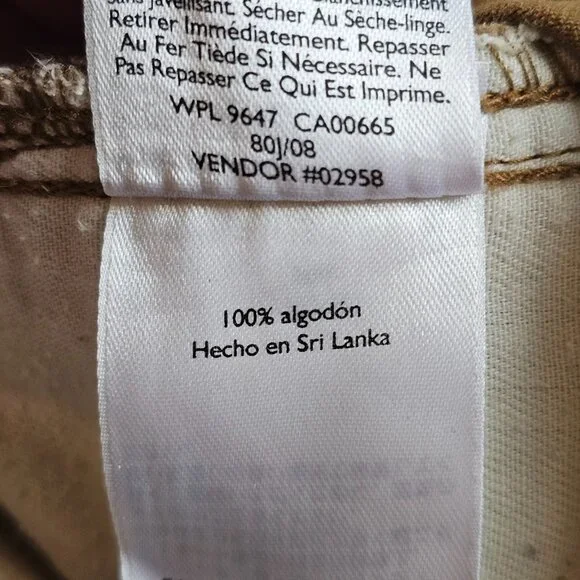 Sans Javellisant. Sécher Au Sèche-linge.
Retirer Immédiatement. Repasser
Au Fer Tiède Si Nécessaire. Ne
Pas Repasser Ce Qui Est Imprime.
WPL 9647 CA00665
80J/08
VENDOR #02958
100% algodón
Hecho en Sri Lanka